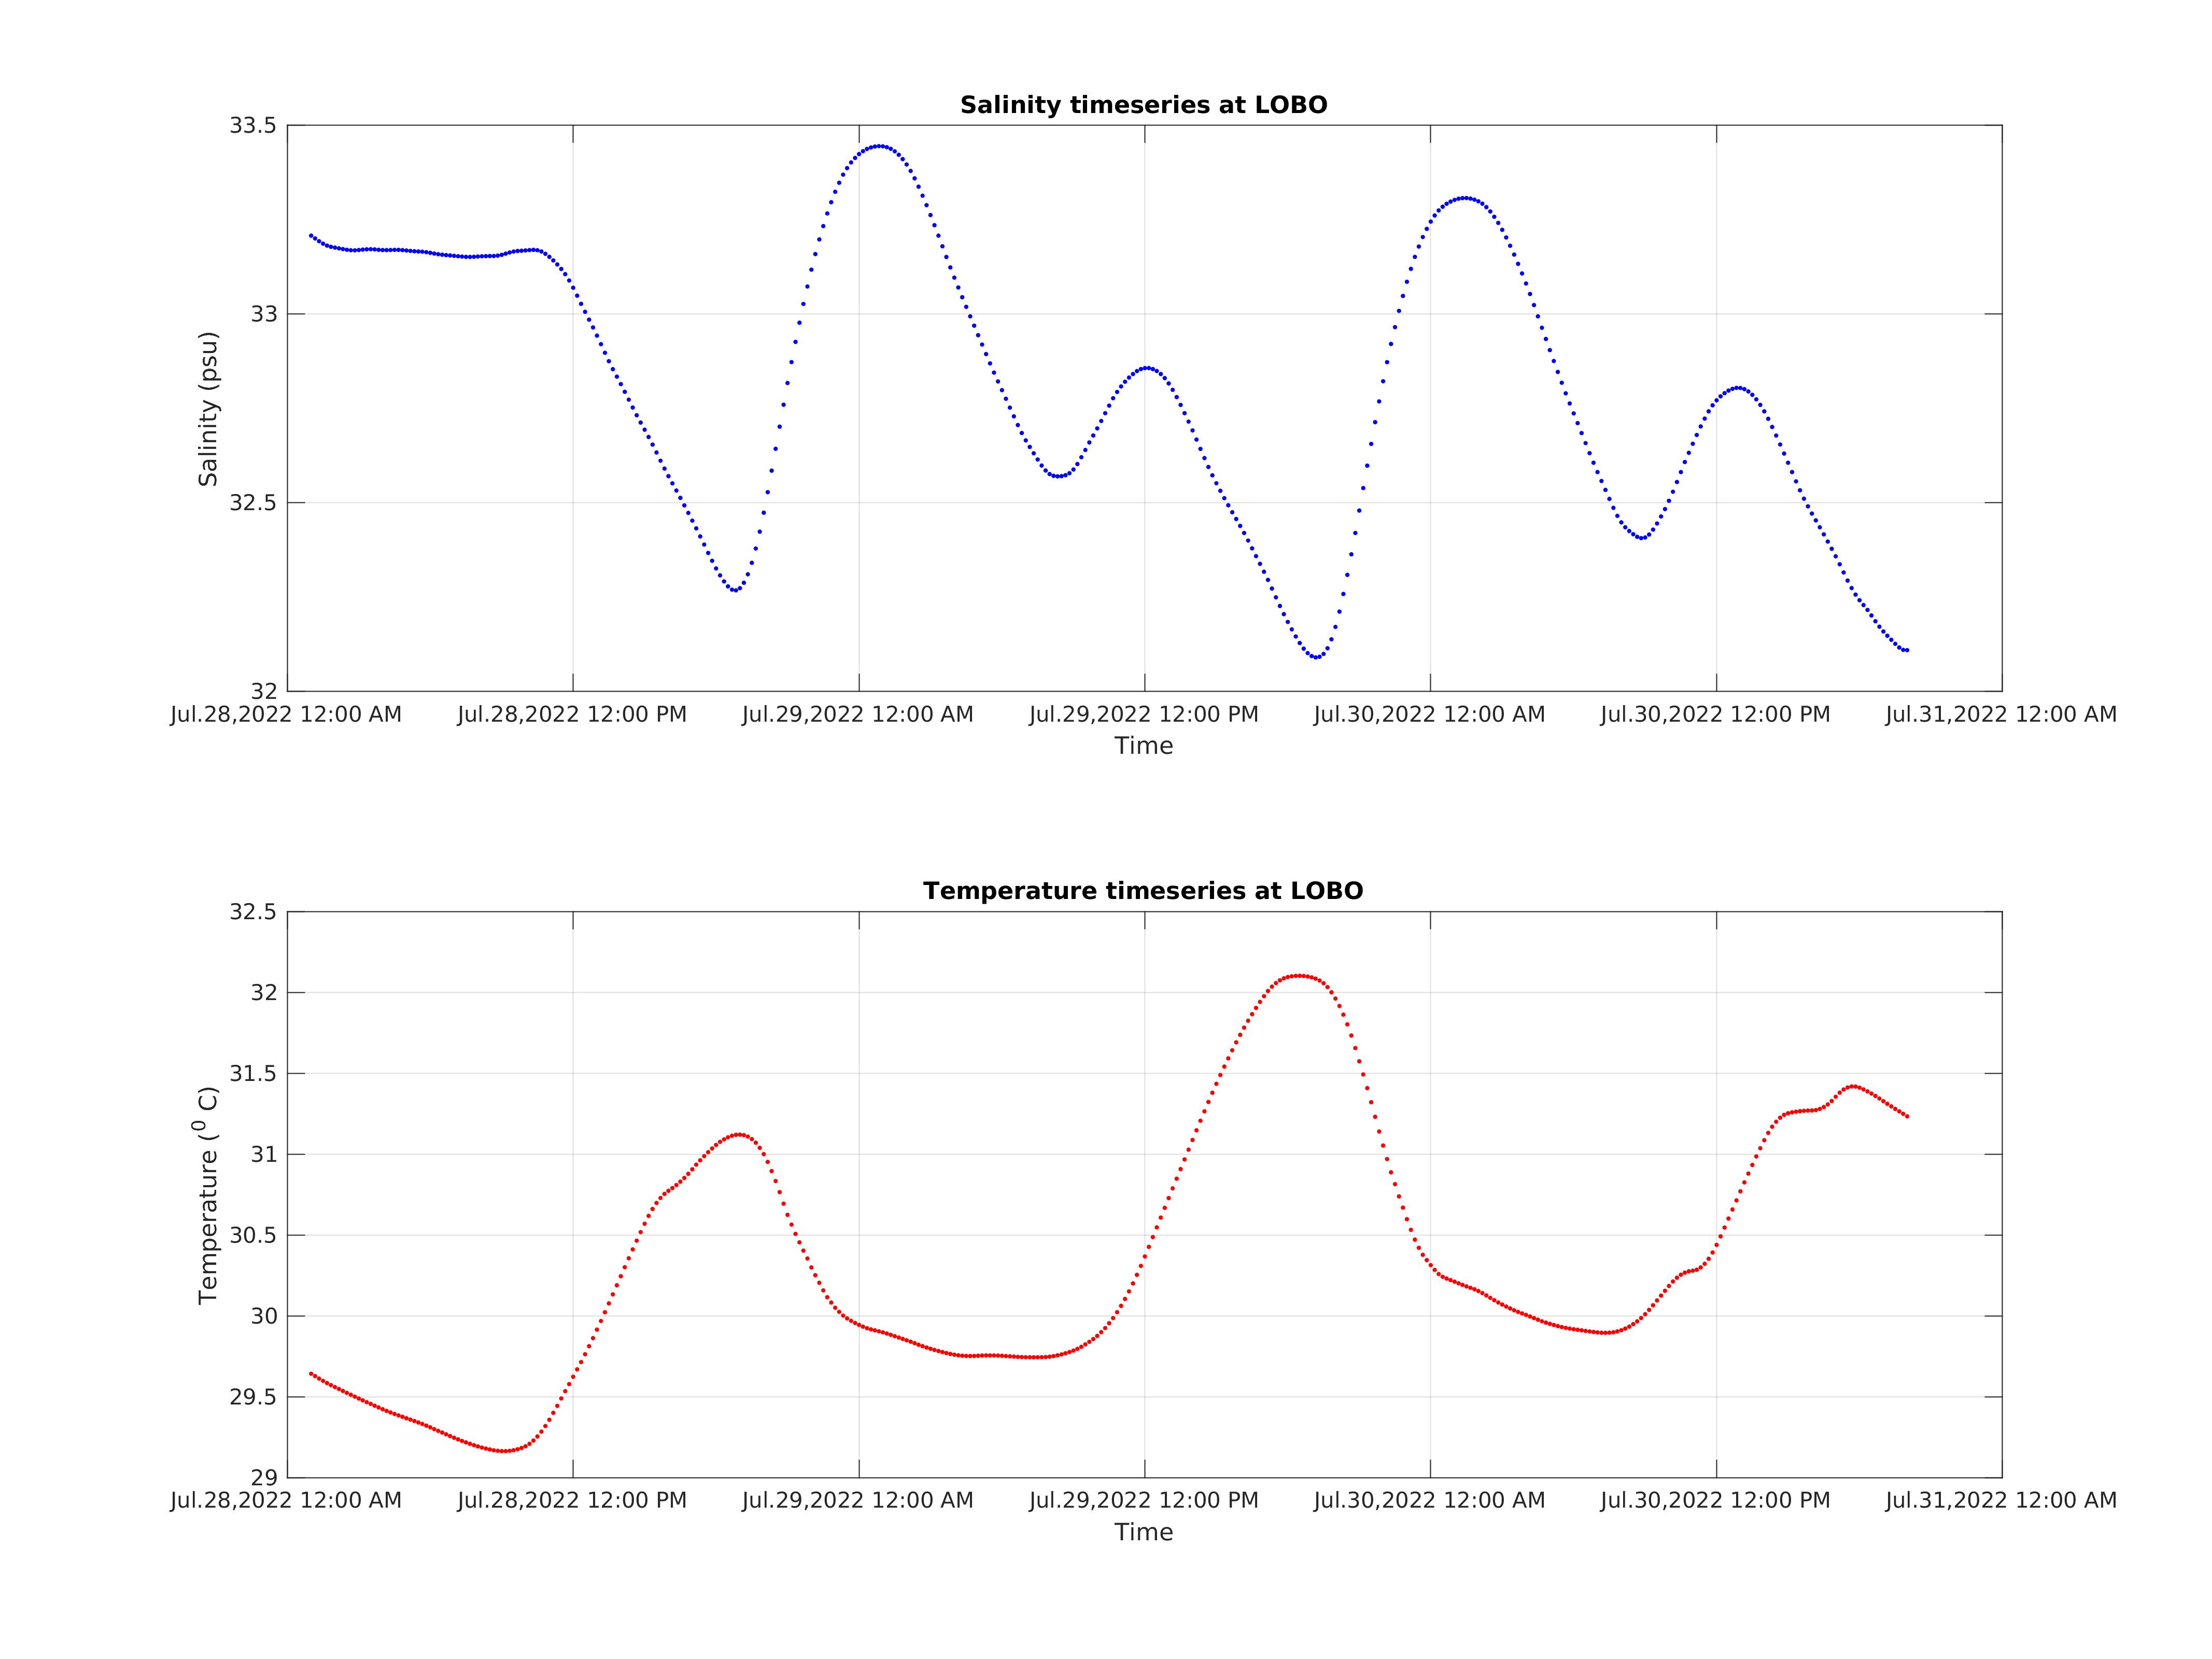 Salinity timeseries at LOBO
33.5
33
32.5
32
Salinity (psu)
Jul.28,2022 12:00 AM
Jul.28,2022 12:00 PM
Jul.29,2022 12:00 AM
Jul.29,2022 12:00 PM
Jul.30,2022 12:00 AM
Jul.30,2022 12:00 PM
Jul.31,2022 12:00 AM
Time
Temperature timeseries at LOBO
32.5
32
31.5
31
30.5
30
29.5
29
Temperature (⁰ C)
Jul.28,2022 12:00 AM
Jul.28,2022 12:00 PM
Jul.29,2022 12:00 AM
Jul.29,2022 12:00 PM
Jul.30,2022 12:00 AM
Jul.30,2022 12:00 PM
Jul.31,2022 12:00 AM
Time